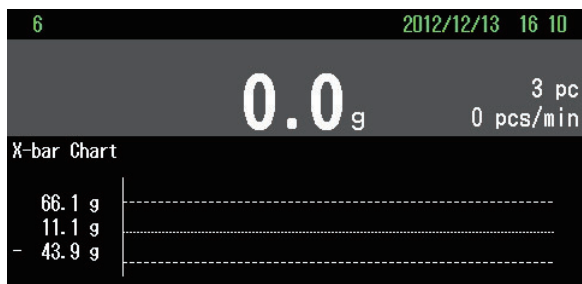 6 2012/12/13 16 10
0.0 g
3 pc
0 pcs/min
X-bar Chart
66.1 g
11.1 g
- 43.9 g